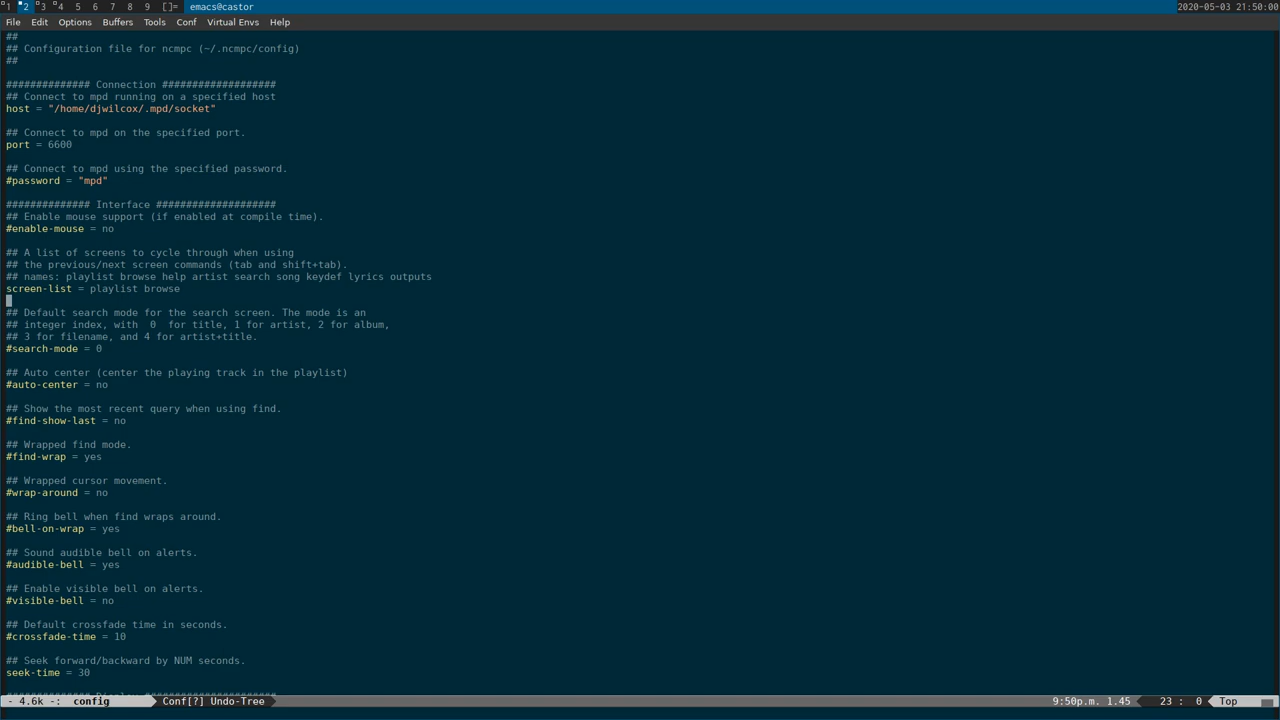 1 2 3 4 5 6 7 8 9 []= emacs@castor 2020-05-03 21:50:00
File Edit Options Buffers Tools Conf Virtual Envs Help
##
## Configuration file for ncmpc (~/.ncmpc/config)
##
############## Connection ###################
## Connect to mpd running on a specified host
host = "/home/djwilcox/.mpd/socket"
## Connect to mpd on the specified port.
port = 6600
## Connect to mpd using the specified password.
#password = "mpd"
############## Interface ####################
## Enable mouse support (if enabled at compile time).
#enable-mouse = no
## A list of screens to cycle through when using
## the previous/next screen commands (tab and shift+tab).
## names: playlist browse help artist search song keydef lyrics outputs
screen-list = playlist browse
## Default search mode for the search screen. The mode is an
## integer index, with  0  for title, 1 for artist, 2 for album,
## 3 for filename, and 4 for artist+title.
#search-mode = 0
## Auto center (center the playing track in the playlist)
#auto-center = no
## Show the most recent query when using find.
#find-show-last = no
## Wrapped find mode.
#find-wrap = yes
## Wrapped cursor movement.
#wrap-around = no
## Ring bell when find wraps around.
#bell-on-wrap = yes
## Sound audible bell on alerts.
#audible-bell = yes
## Enable visible bell on alerts.
#visible-bell = no
## Default crossfade time in seconds.
#crossfade-time = 10
## Seek forward/backward by NUM seconds.
seek-time = 30
############## Display ######################
- 4.6k -: config Conf[?] Undo-Tree 9:50p.m. 1.45 23 : 0 Top